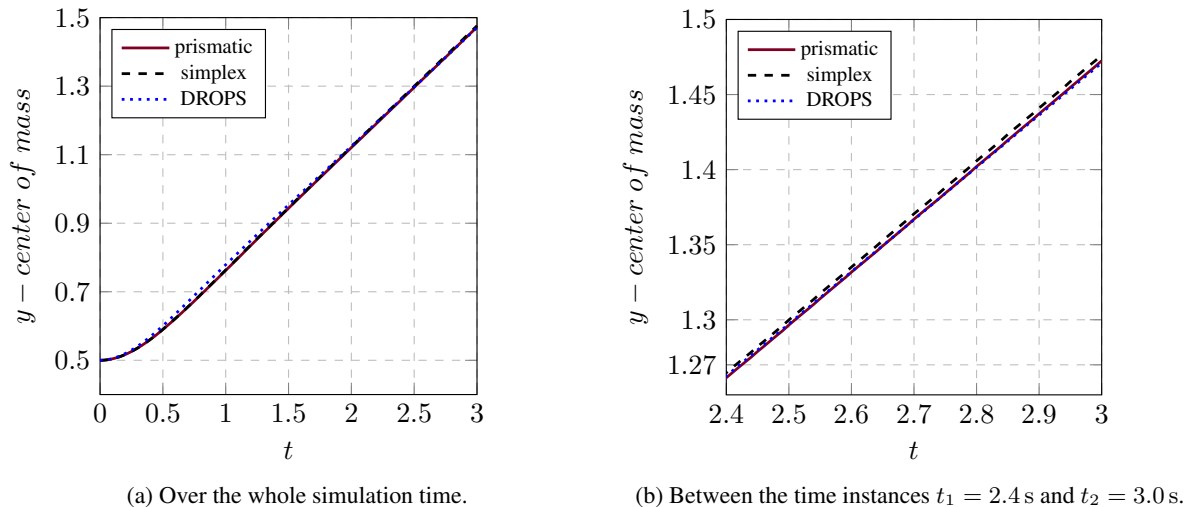 1.5
1.3
1.1
0.9
0.7
0.5
y − center of mass
prismatic
simplex
DROPS
0 0.5 1 1.5 2 2.5 3
t
(a) Over the whole simulation time.
1.5
1.45
1.4
1.35
1.3
1.27
y − center of mass
prismatic
simplex
DROPS
2.4 2.5 2.6 2.7 2.8 2.9 3
t
(b) Between the time instances t₁ = 2.4 s and t₂ = 3.0 s.